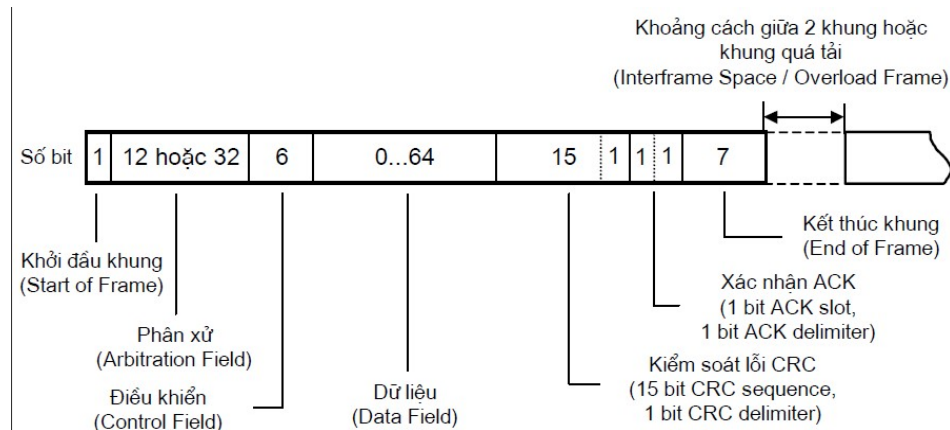 Khoảng cách giữa 2 khung hoặc
khung quá tải
(Interframe Space / Overload Frame)
Số bit 1 12 hoặc 32 6 0...64 15 1 1 1 7
Khởi đầu khung
(Start of Frame)
Phân xử
(Arbitration Field)
Điều khiển
(Control Field)
Dữ liệu
(Data Field)
Kiểm soát lỗi CRC
(15 bit CRC sequence,
1 bit CRC delimiter)
Xác nhận ACK
(1 bit ACK slot,
1 bit ACK delimiter)
Kết thúc khung
(End of Frame)